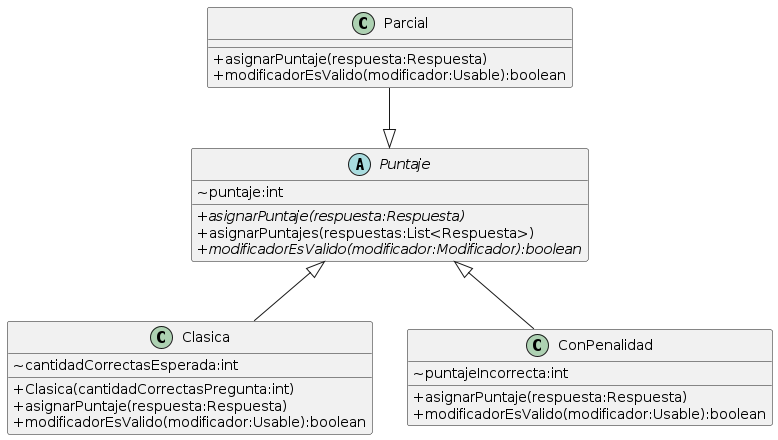 C Parcial
+asignarPuntaje(respuesta:Respuesta)
+modificadorEsValido(modificador:Usable):boolean
A Puntaje
~puntaje:int
+asignarPuntaje(respuesta:Respuesta)
+asignarPuntajes(respuestas:List<Respuesta>)
+modificadorEsValido(modificador:Modificador):boolean
C Clasica
~cantidadCorrectasEsperada:int
+Clasica(cantidadCorrectasPregunta:int)
+asignarPuntaje(respuesta:Respuesta)
+modificadorEsValido(modificador:Usable):boolean
C ConPenalidad
~puntajeIncorrecta:int
+asignarPuntaje(respuesta:Respuesta)
+modificadorEsValido(modificador:Usable):boolean